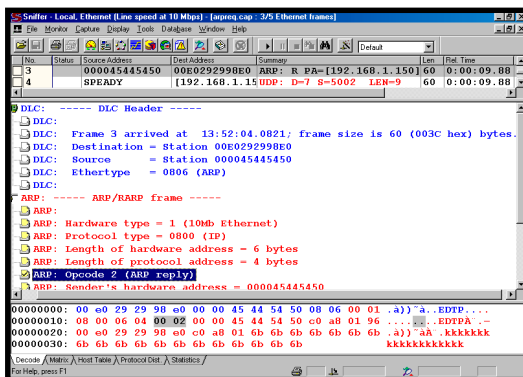 Sniffer - Local, Ethernet (Line speed at 10 Mbps) - [arpreq.cap : 3/5 Ethernet frames]
File Monitor Capture Display Tools Database Window Help
Default
No. Status Source Address Dest Address Summary Len Rel. Time
3 000045445450 00E0292998E0 ARP: R PA=[192.168.1.150] 60 0:00:09.88
4 SPEADY [192.168.1.15 UDP: D=7 S=5002 LEN=9 60 0:00:09.88
DLC: ----- DLC Header -----
DLC:
DLC: Frame 3 arrived at 13:52:04.0821; frame size is 60 (003C hex) bytes.
DLC: Destination = Station 00E0292998E0
DLC: Source = Station 000045445450
DLC: Ethertype = 0806 (ARP)
DLC:
ARP: ----- ARP/RARP frame -----
ARP:
ARP: Hardware type = 1 (10Mb Ethernet)
ARP: Protocol type = 0800 (IP)
ARP: Length of hardware address = 6 bytes
ARP: Length of protocol address = 4 bytes
ARP: Opcode 2 (ARP reply)
ARP: Sender's hardware address = 000045445450
00000000: 00 e0 29 29 98 e0 00 00 45 44 54 50 08 06 00 01 .à))˜à..EDTP....
00000010: 08 00 06 04 00 02 00 00 45 44 54 50 c0 a8 01 96 ........EDTPÀ¨.–
00000020: 00 e0 29 29 98 e0 c0 a8 01 6b 6b 6b 6b 6b 6b 6b .à))˜àÀ¨.kkkkkkk
00000030: 6b 6b 6b 6b 6b 6b 6b 6b 6b 6b 6b 6b kkkkkkkkkkkk
Decode Matrix Host Table Protocol Dist. Statistics
For Help, press F1